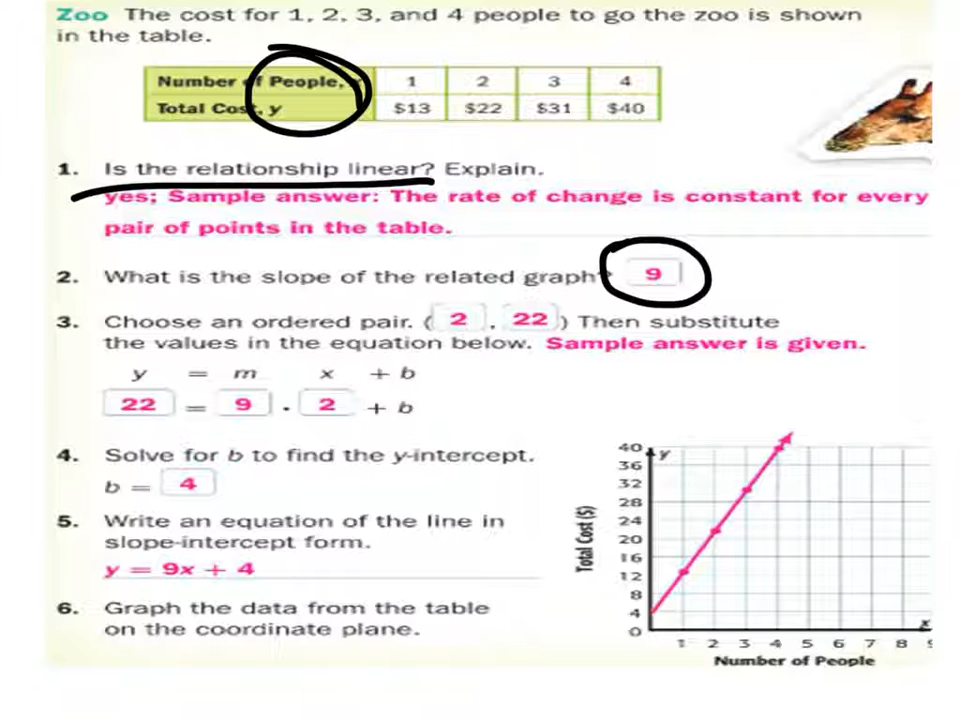 Zoo The cost for 1, 2, 3, and 4 people to go the zoo is shown
in the table.
Number of People, 1 2 3 4
Total Cost, y $13 $22 $31 $40
1. Is the relationship linear? Explain.
yes; Sample answer: The rate of change is constant for every
pair of points in the table.
2. What is the slope of the related graph? 9
3. Choose an ordered pair. ( 2 , 22 ) Then substitute
the values in the equation below. Sample answer is given.
y = m x + b
22 = 9 · 2 + b
4. Solve for b to find the y-intercept.
b = 4
5. Write an equation of the line in
slope-intercept form.
y = 9x + 4
6. Graph the data from the table
on the coordinate plane.
Total Cost ($)
40 y
36
32
28
24
20
16
12
8
4
0 x
1 2 3 4 5 6 7 8
Number of People